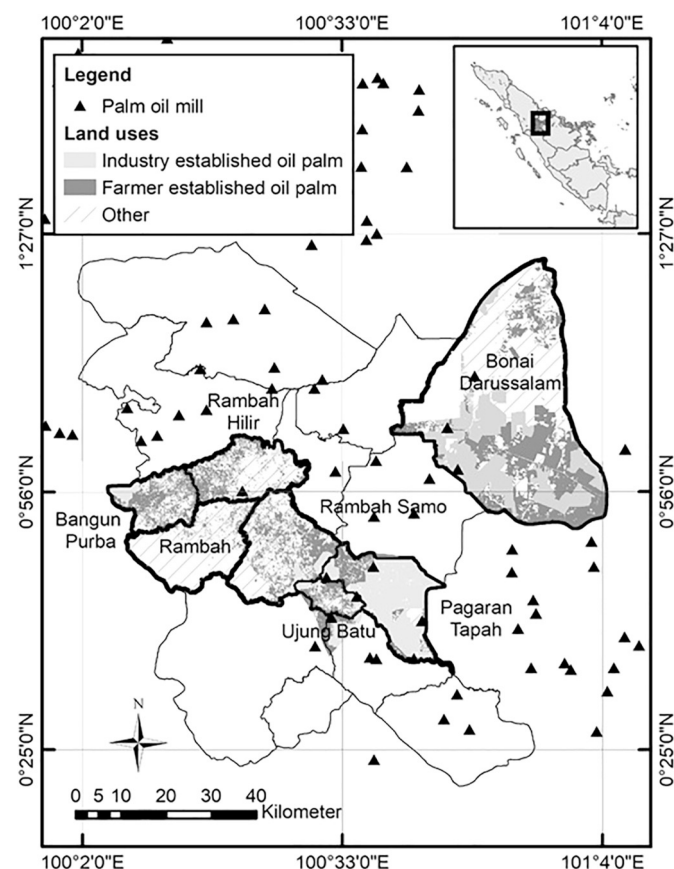 100°2'0"E 100°33'0"E 101°4'0"E
Legend
Palm oil mill
Land uses
Industry established oil palm
Farmer established oil palm
Other
1°27'0"N 1°27'0"N
Bonai
Darussalam
Rambah
Hilir
0°56'0"N 0°56'0"N
Rambah Samo
Bangun
Purba
Rambah
Pagaran
Tapah
Ujung Batu
N
0°25'0"N 0°25'0"N
0 5 10 20 30 40
Kilometer
100°2'0"E 100°33'0"E 101°4'0"E